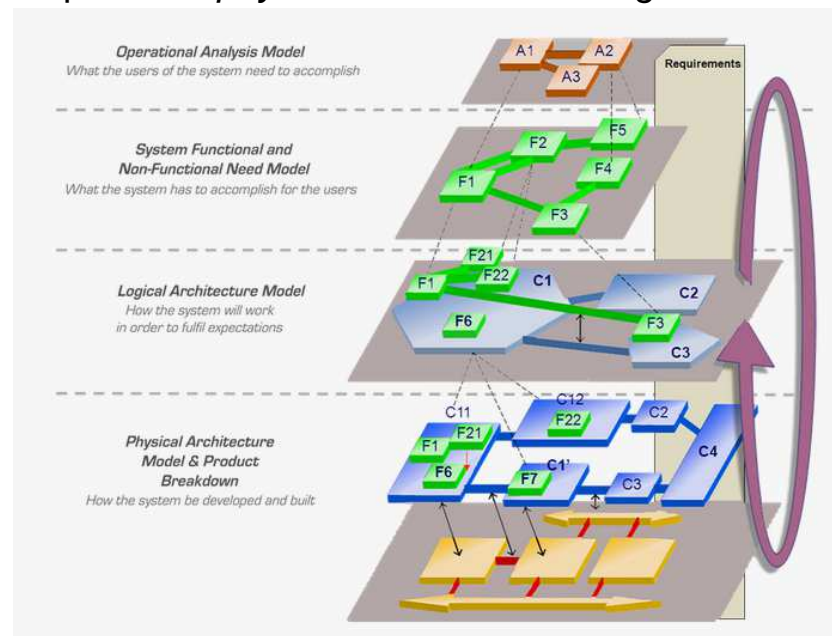 Operational Analysis Model
What the users of the system need to accomplish
A1
A2
A3
Requirements
System Functional and
Non-Functional Need Model
What the system has to accomplish for the users
F5
F2
F4
F1
F3
Logical Architecture Model
How the system will work
in order to fulfil expectations
F21
F1
F22
C1
C2
F6
F3
C3
Physical Architecture
Model & Product
Breakdown
How the system be developed and built
C11
C12
C2
F1
F21
F22
C4
F6
F7
C1'
C3